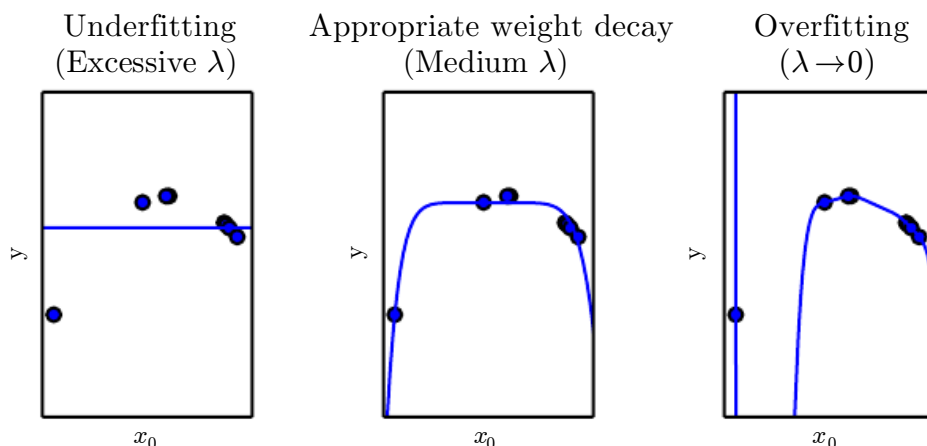 Underfitting
(Excessive λ)
Appropriate weight decay
(Medium λ)
Overfitting
(λ→0)
y
y
y
x₀
x₀
x₀